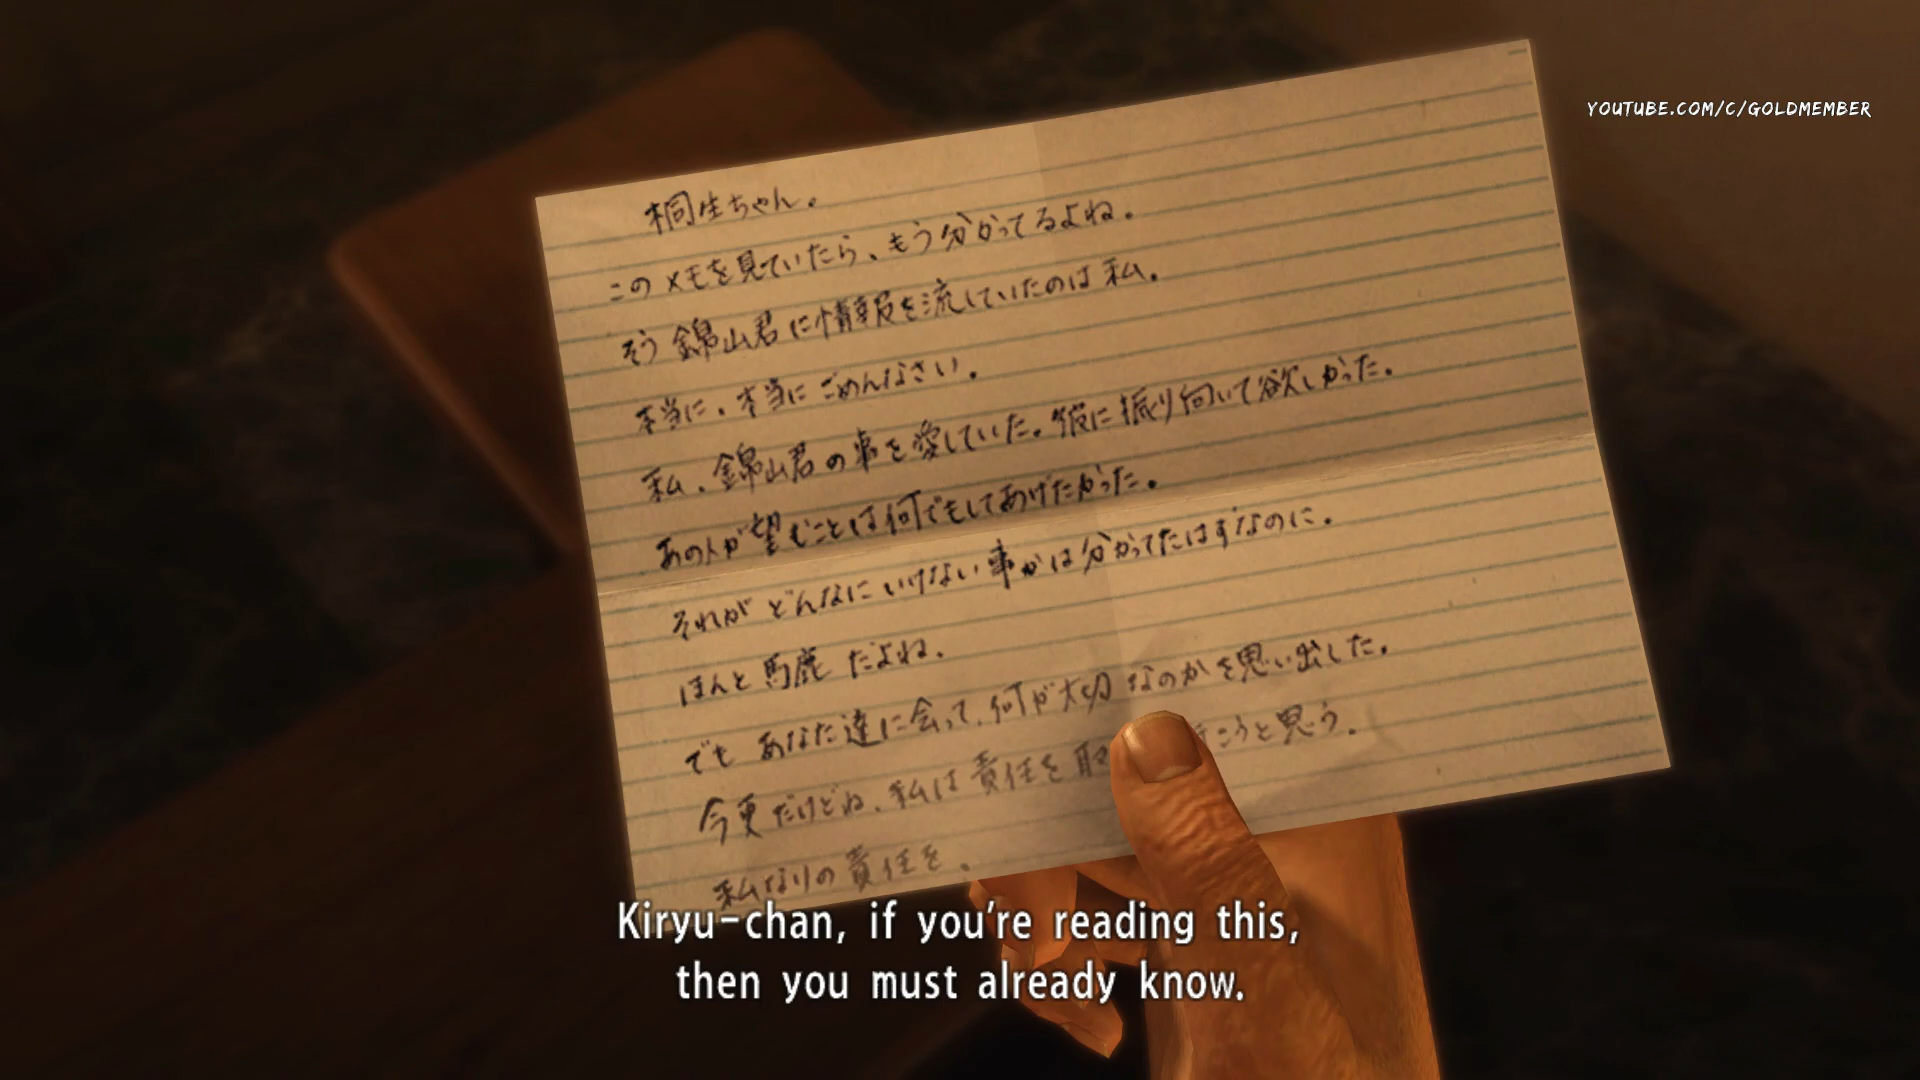 YOUTUBE.COM/C/GOLDMEMBER
桐生ちゃん。
このメモを見ていたら、もう分かってるよね。
そう錦山君に情報を流していたのは私。
本当に。本当にごめんなさい。
私、錦山君の事を愛していた。彼に振り向いて欲しかった。
あの人が望むことは何でもしてあげたかった。
それがどんなにいけない事かは分かってたはずなのに。
ほんと馬鹿だよね。
でもあなた達に会って、何が大切なのかを思い出した。
今更だけどね、私は責任を取 こうと思う。
私なりの責任を。
Kiryu-chan, if you're reading this,
then you must already know.